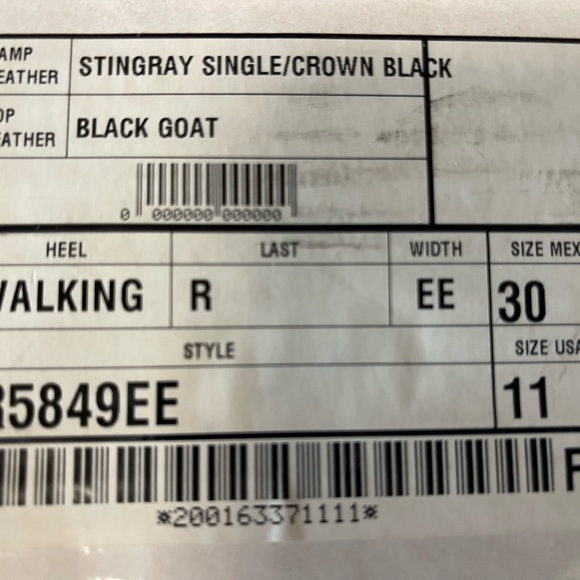 AMP
EATHER
STINGRAY SINGLE/CROWN BLACK
OP
EATHER
BLACK GOAT
0 000000 000000
HEEL LAST WIDTH SIZE MEX
WALKING R EE 30
STYLE SIZE USA
R5849EE 11
*200163371111*